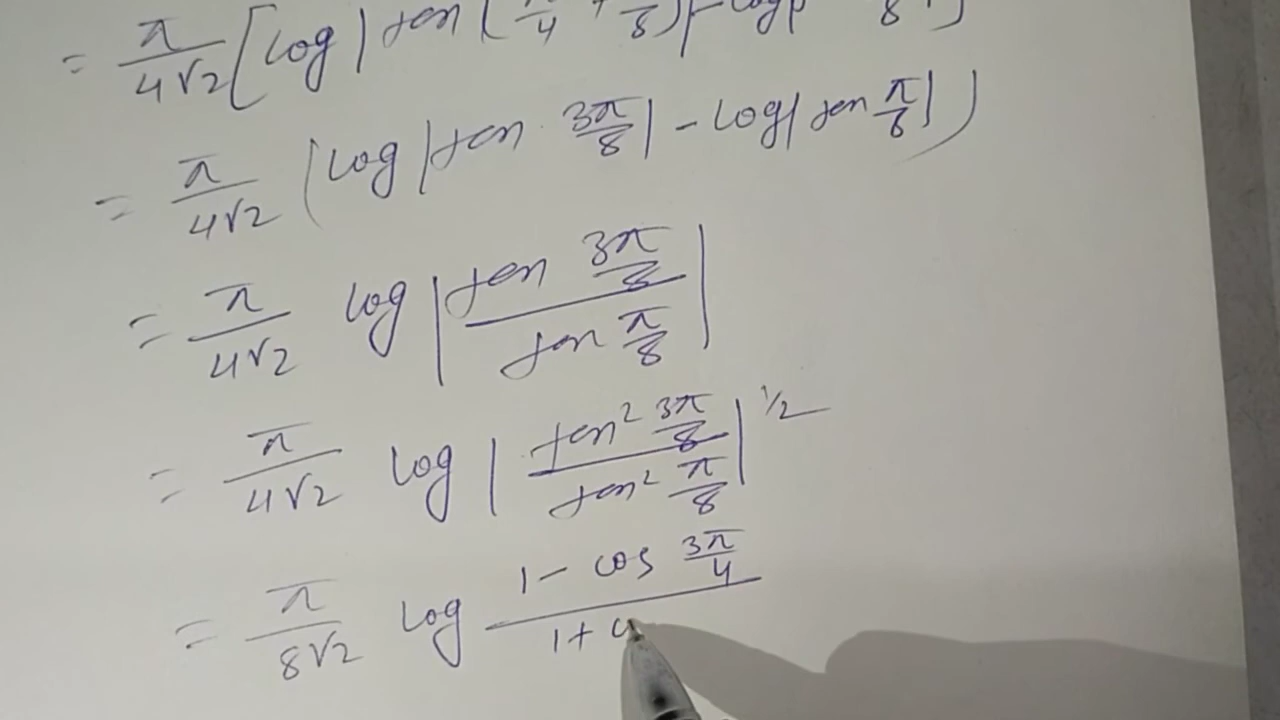 = π/4√2 [log|tan(π/4 + π/8)| - log| π/8|]
= π/4√2 (log|tan 3π/8| - log|tan π/8|)
= π/4√2 log|tan 3π/8 / tan π/8|
= π/4√2 log|tan² 3π/8 / tan² π/8|^1/2
= π/8√2 log 1 - cos 3π/4 / 1 + c